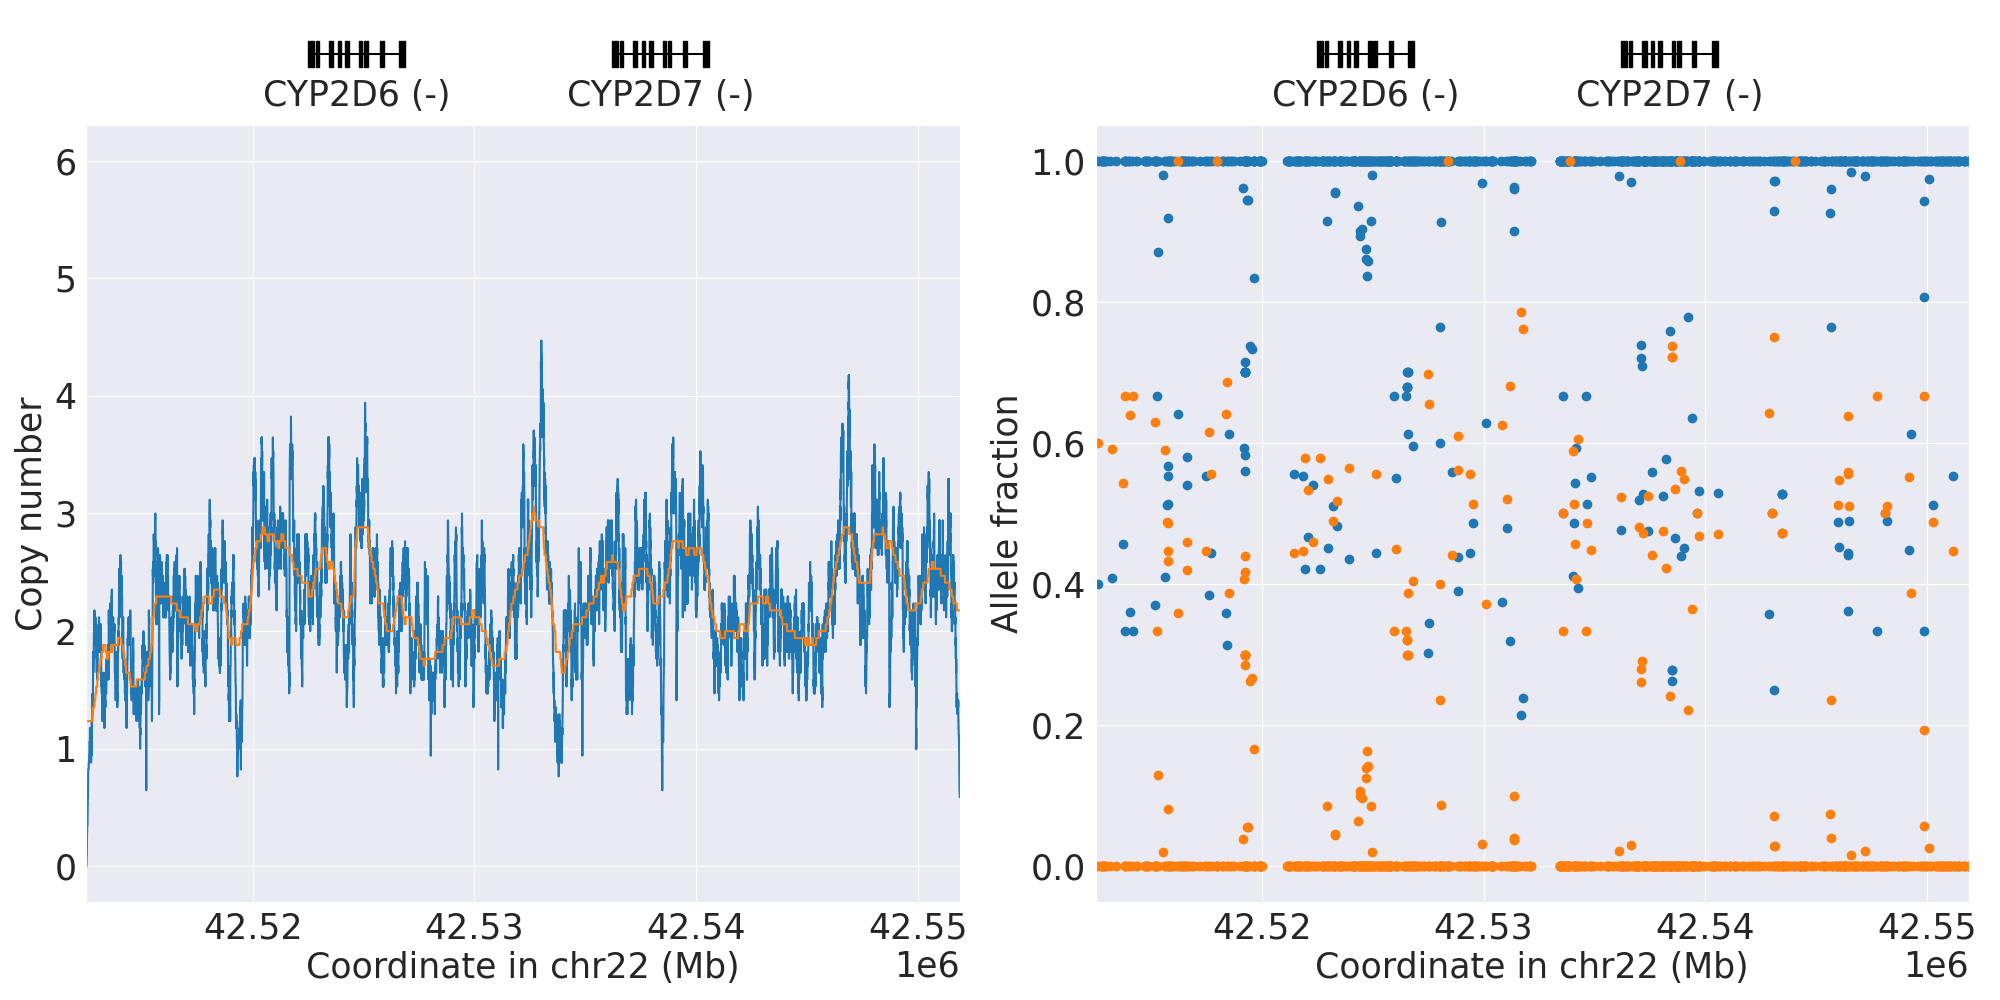 CYP2D6 (-) CYP2D7 (-)
CYP2D6 (-) CYP2D7 (-)
Copy number
6
5
4
3
2
1
0
42.52 42.53 42.54 42.55
Coordinate in chr22 (Mb)
1e6
Allele fraction
1.0
0.8
0.6
0.4
0.2
0.0
42.52 42.53 42.54 42.55
Coordinate in chr22 (Mb)
1e6